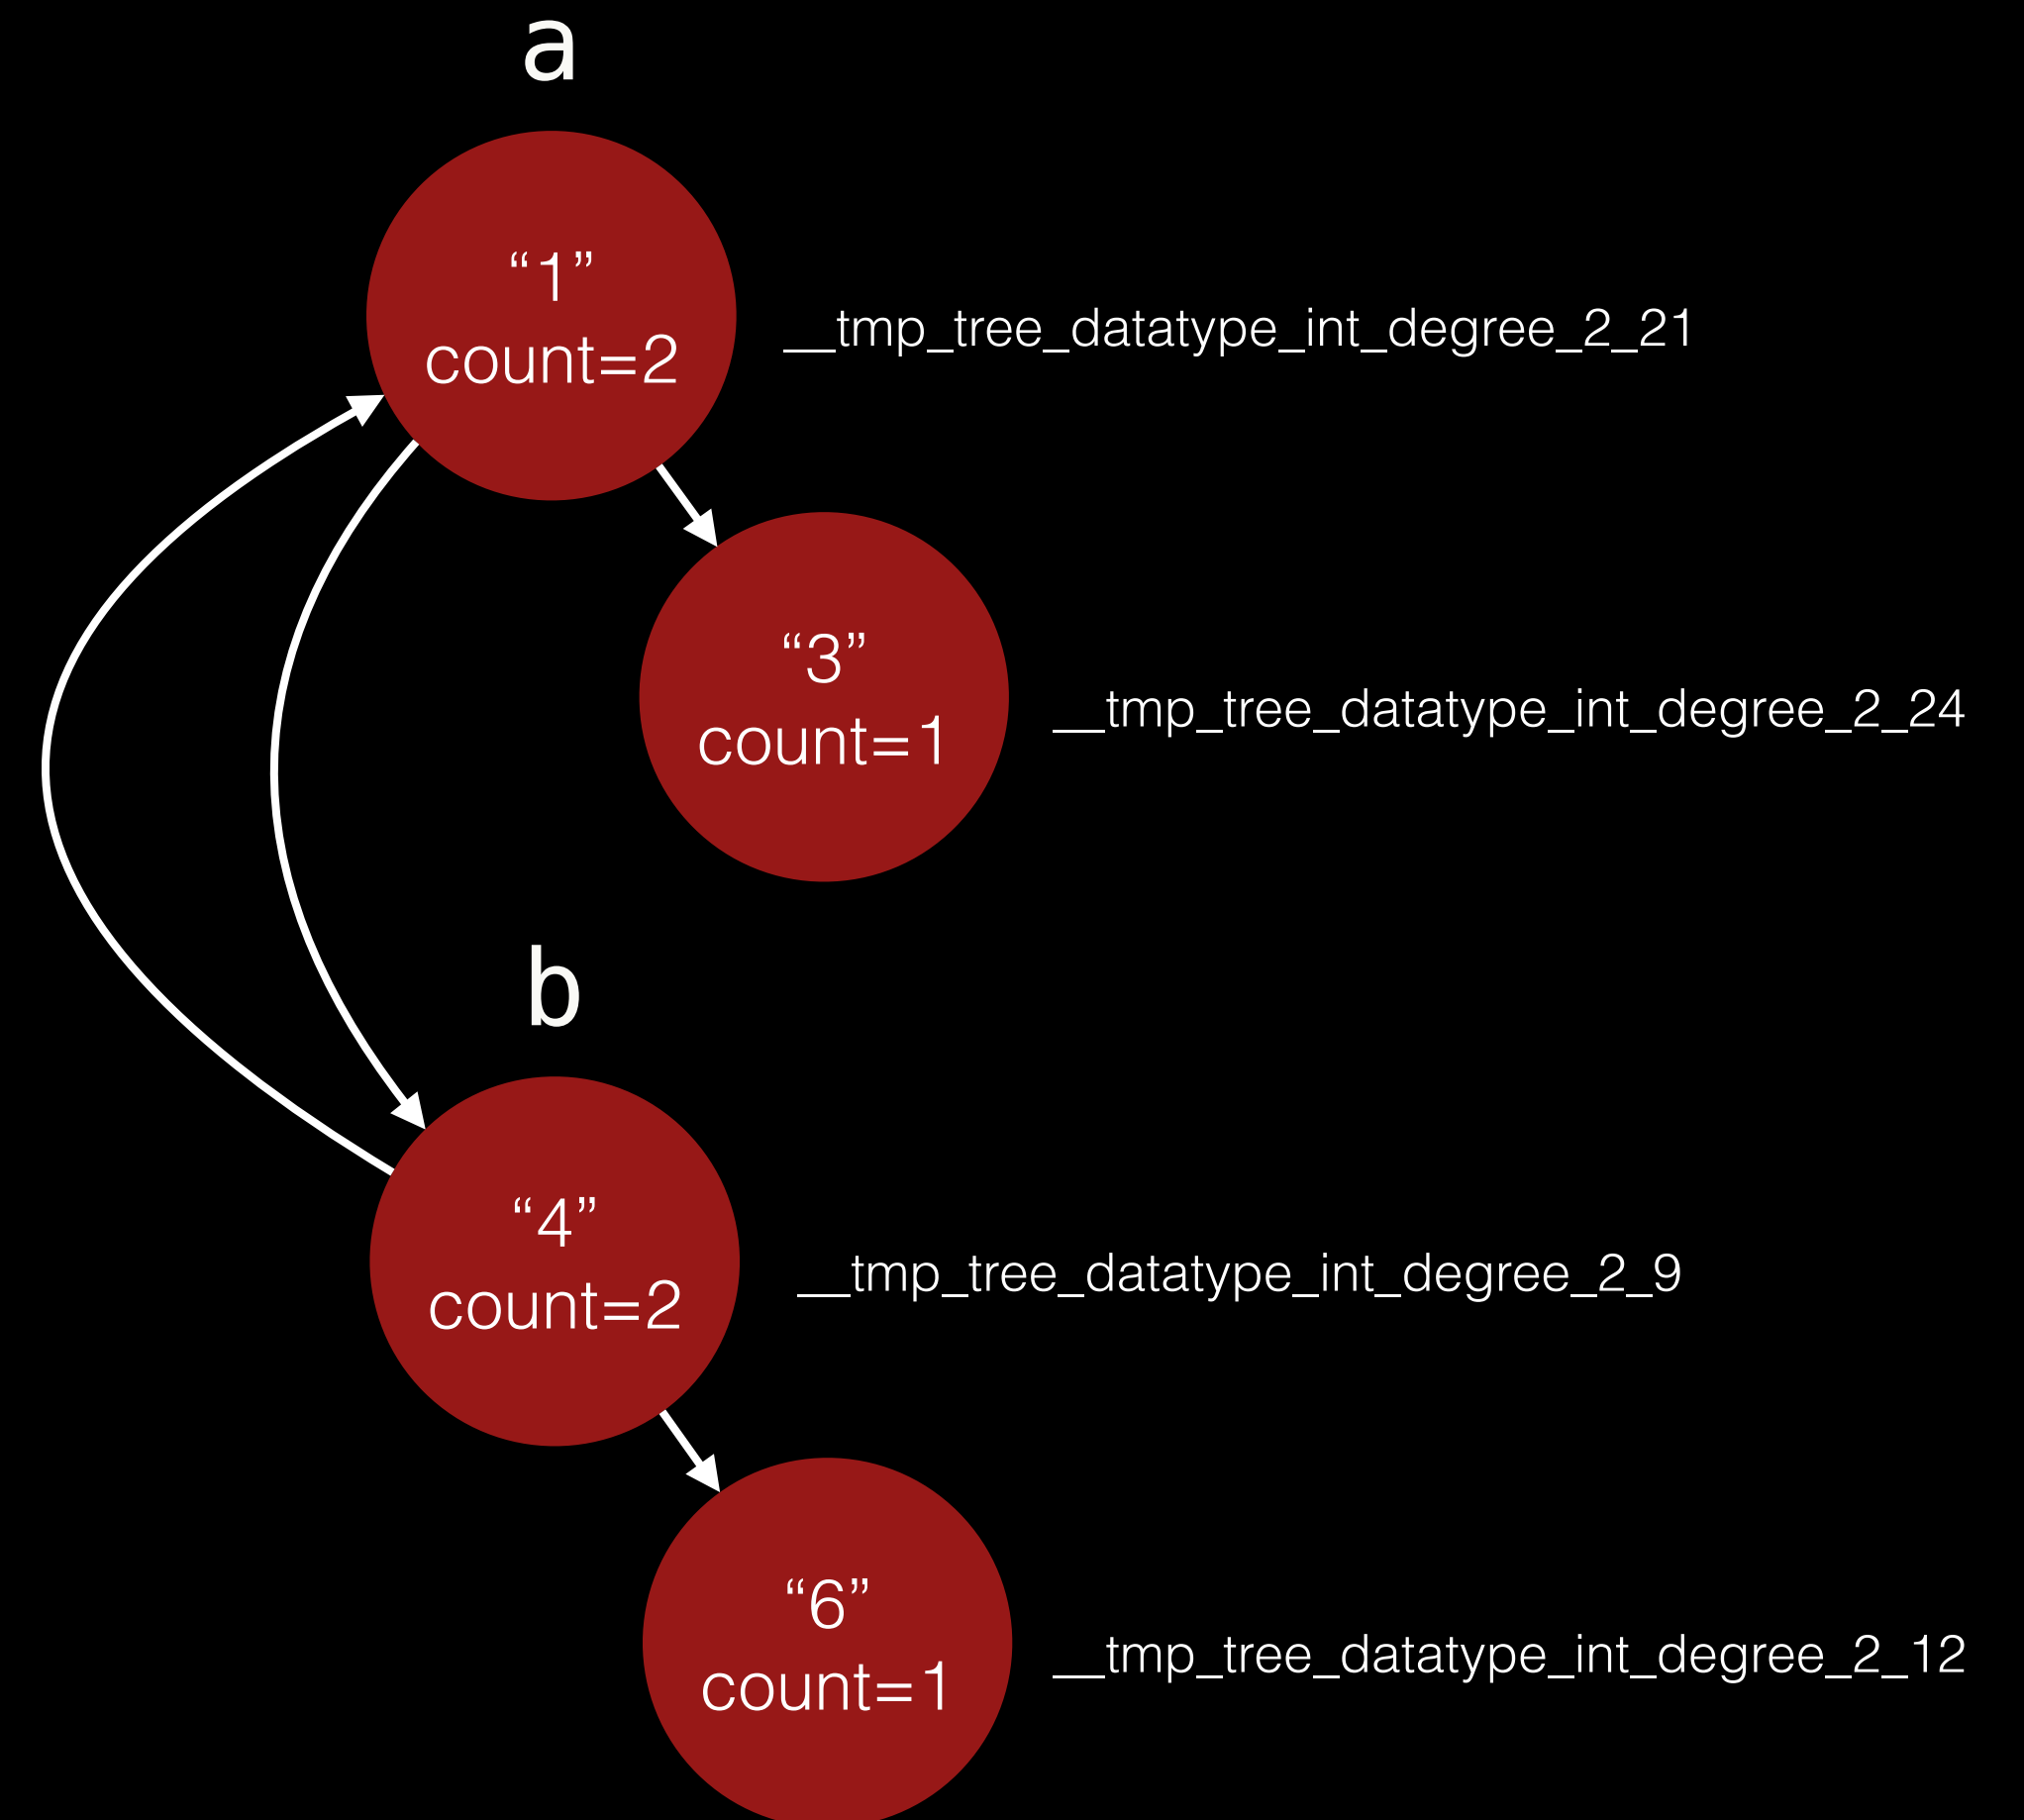 a
“1”
count=2
__tmp_tree_datatype_int_degree_2_21
“3”
count=1
__tmp_tree_datatype_int_degree_2_24
b
“4”
count=2
__tmp_tree_datatype_int_degree_2_9
“6”
count=1
__tmp_tree_datatype_int_degree_2_12